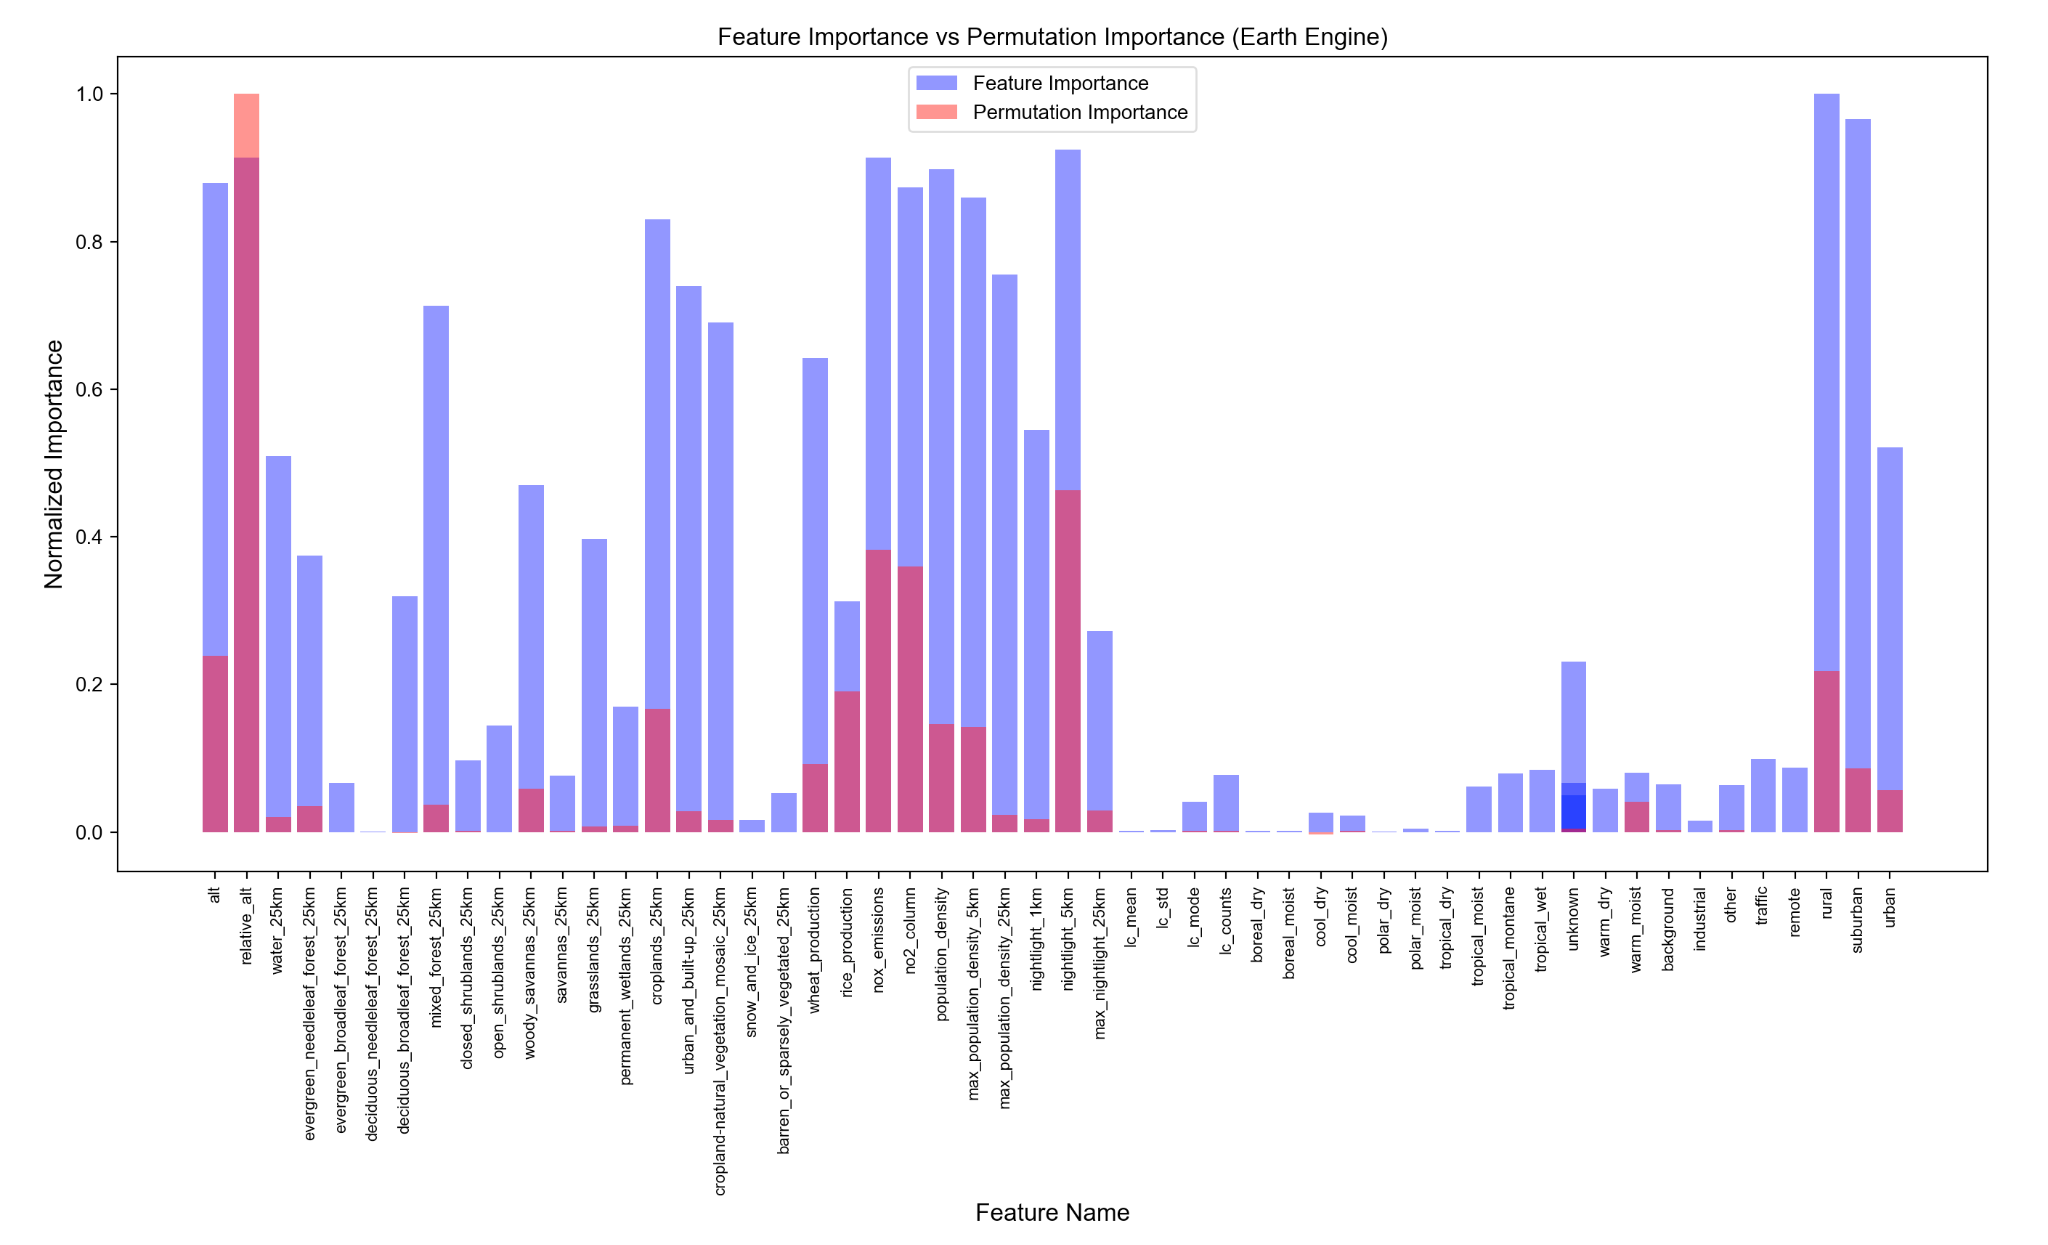 Feature Importance vs Permutation Importance (Earth Engine)
Feature Importance
Permutation Importance
Normalized Importance
1.0
0.8
0.6
0.4
0.2
0.0
alt
relative_alt
water_25km
evergreen_needleleaf_forest_25km
evergreen_broadleaf_forest_25km
deciduous_needleleaf_forest_25km
deciduous_broadleaf_forest_25km
mixed_forest_25km
closed_shrublands_25km
open_shrublands_25km
woody_savannas_25km
savannas_25km
grasslands_25km
permanent_wetlands_25km
croplands_25km
urban_and_built-up_25km
cropland-natural_vegetation_mosaic_25km
snow_and_ice_25km
barren_or_sparsely_vegetated_25km
wheat_production
rice_production
nox_emissions
no2_column
population_density
max_population_density_5km
max_population_density_25km
nightlight_1km
nightlight_5km
max_nightlight_25km
lc_mean
lc_std
lc_mode
lc_counts
boreal_dry
boreal_moist
cool_dry
cool_moist
polar_dry
polar_moist
tropical_dry
tropical_moist
tropical_montane
tropical_wet
unknown
warm_dry
warm_moist
background
industrial
other
traffic
remote
rural
suburban
urban
Feature Name